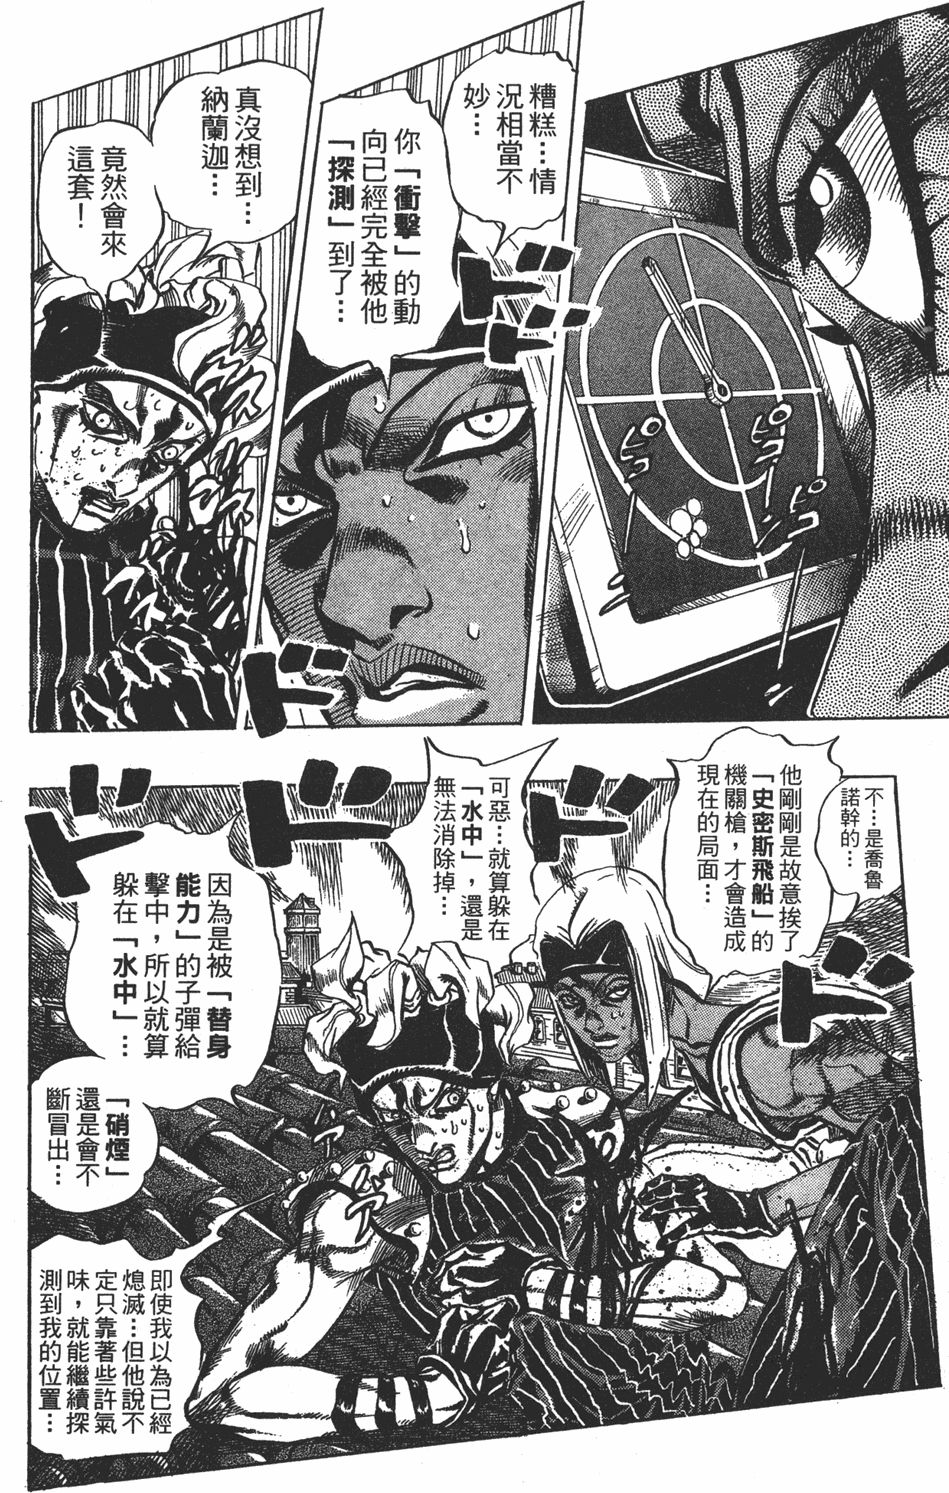 糟糕…情
況相當不
妙…
你「衝擊」的動
向已經完全被他
「探測」到了…
真沒想到…
納蘭迦…
竟然會來
這套！
ドド
ドド
不…是喬魯
諾幹的…
他剛剛是故意挨了
「史密斯飛船」的
機關槍，才會造成
現在的局面…
可惡…就算躲在
「水中」，還是
無法消除掉…
ド
ド
ド
因為是被「替身
能力」的子彈給
擊中，所以就算
躲在「水中」…
「硝煙」
還是會不
斷冒出…
即使我以為已經
熄滅…但他說不
定只靠著些許氣
味，就能繼續探
測到我的位置…